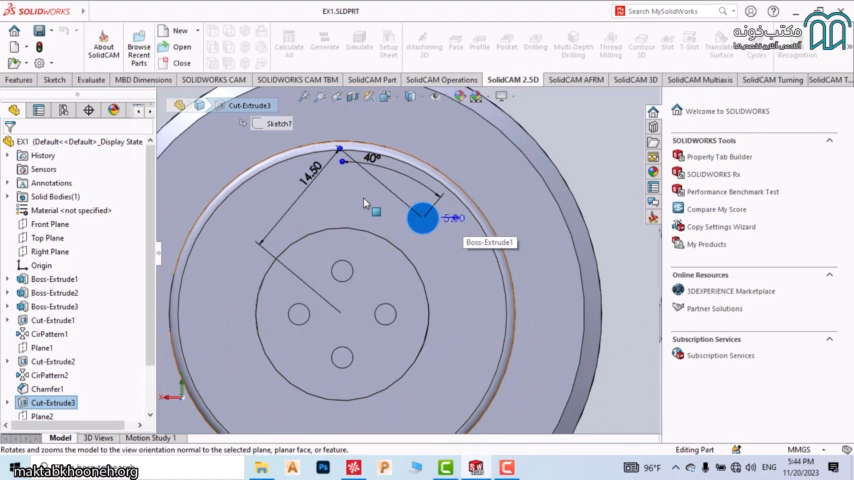 SOLIDWORKS
EX1.SLDPRT
Search MySolidWorks
مکتب‌خونه
About SolidCAM
Browse Recent Parts
New
Open
Close
Calculate All
Generate
Simulate
Setup Sheet
iMachining 2D
Face
Profile
Pocket
Drilling
Multi-Depth Drilling
Thread Milling
Contour 3D
Slot
T-Slot
Translated Surface
Features
Sketch
Evaluate
MBD Dimensions
SOLIDWORKS CAM
SOLIDWORKS CAM TBM
SolidCAM Part
SolidCAM Operations
SolidCAM 2.5D
SolidCAM AFRM
SolidCAM 3D
SolidCAM Multiaxis
SolidCAM Turning
SolidCAM T...
Cut-Extrude3
Sketch7
EX1 (Default<<Default>_Display State
History
Sensors
Annotations
Solid Bodies(1)
Material <not specified>
Front Plane
Top Plane
Right Plane
Origin
Boss-Extrude1
Boss-Extrude2
Boss-Extrude3
Cut-Extrude1
CirPattern1
Plane1
Cut-Extrude2
CirPattern2
Chamfer1
Cut-Extrude3
Plane2
14.50
40°
5.00
Boss-Extrude1
X
Welcome to SOLIDWORKS
SOLIDWORKS Tools
Property Tab Builder
SOLIDWORKS Rx
Performance Benchmark Test
Compare My Score
Copy Settings Wizard
My Products
Online Resources
3DEXPERIENCE Marketplace
Partner Solutions
Subscription Services
Subscription Services
Model
3D Views
Motion Study 1
Rotates and zooms the model to the view orientation normal to the selected plane, planar face, or feature.
Editing Part
MMGS
maktabkhooneh.org
96°F
ENG
5:44 PM
11/20/2023